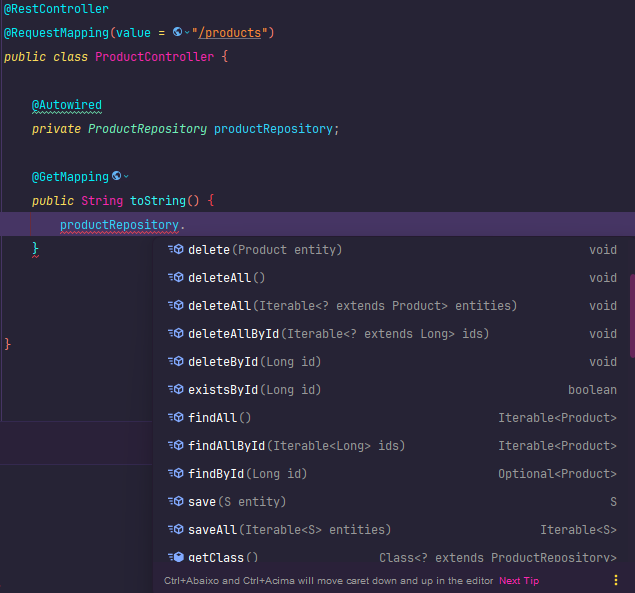 @RestController
@RequestMapping(value = "/products")
public class ProductController {
@Autowired
private ProductRepository productRepository;
@GetMapping
public String toString() {
productRepository.
}
}
delete(Product entity) void
deleteAll() void
deleteAll(Iterable<? extends Product> entities) void
deleteAllById(Iterable<? extends Long> ids) void
deleteById(Long id) void
existsById(Long id) boolean
findAll() Iterable<Product>
findAllById(Iterable<Long> ids) Iterable<Product>
findById(Long id) Optional<Product>
save(S entity) S
saveAll(Iterable<S> entities) Iterable<S>
getClass() Class<? extends ProductRepository>
Ctrl+Abaixo and Ctrl+Acima will move caret down and up in the editor Next Tip